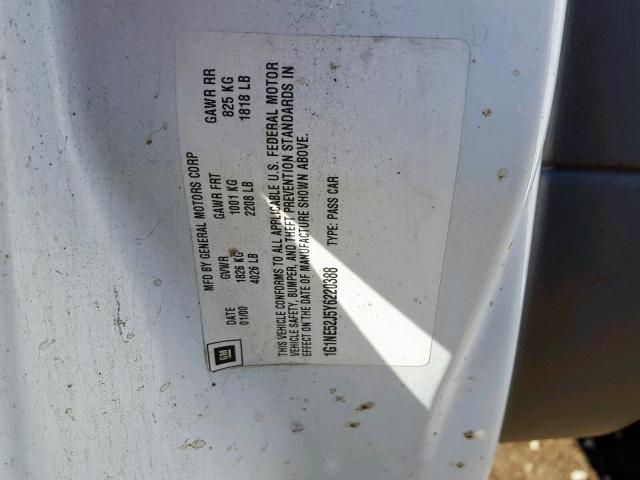 MFD BY GENERAL MOTORS CORP
DATE GVWR GAWR FRT GAWR RR
01/00 1826 KG 1001 KG 825 KG
4026 LB 2208 LB 1818 LB
GM
THIS VEHICLE CONFORMS TO ALL APPLICABLE U.S. FEDERAL MOTOR
VEHICLE SAFETY, BUMPER, AND THEFT PREVENTION STANDARDS IN
EFFECT ON THE DATE OF MANUFACTURE SHOWN ABOVE.
1G1NE52J5Y6220388 TYPE: PASS CAR